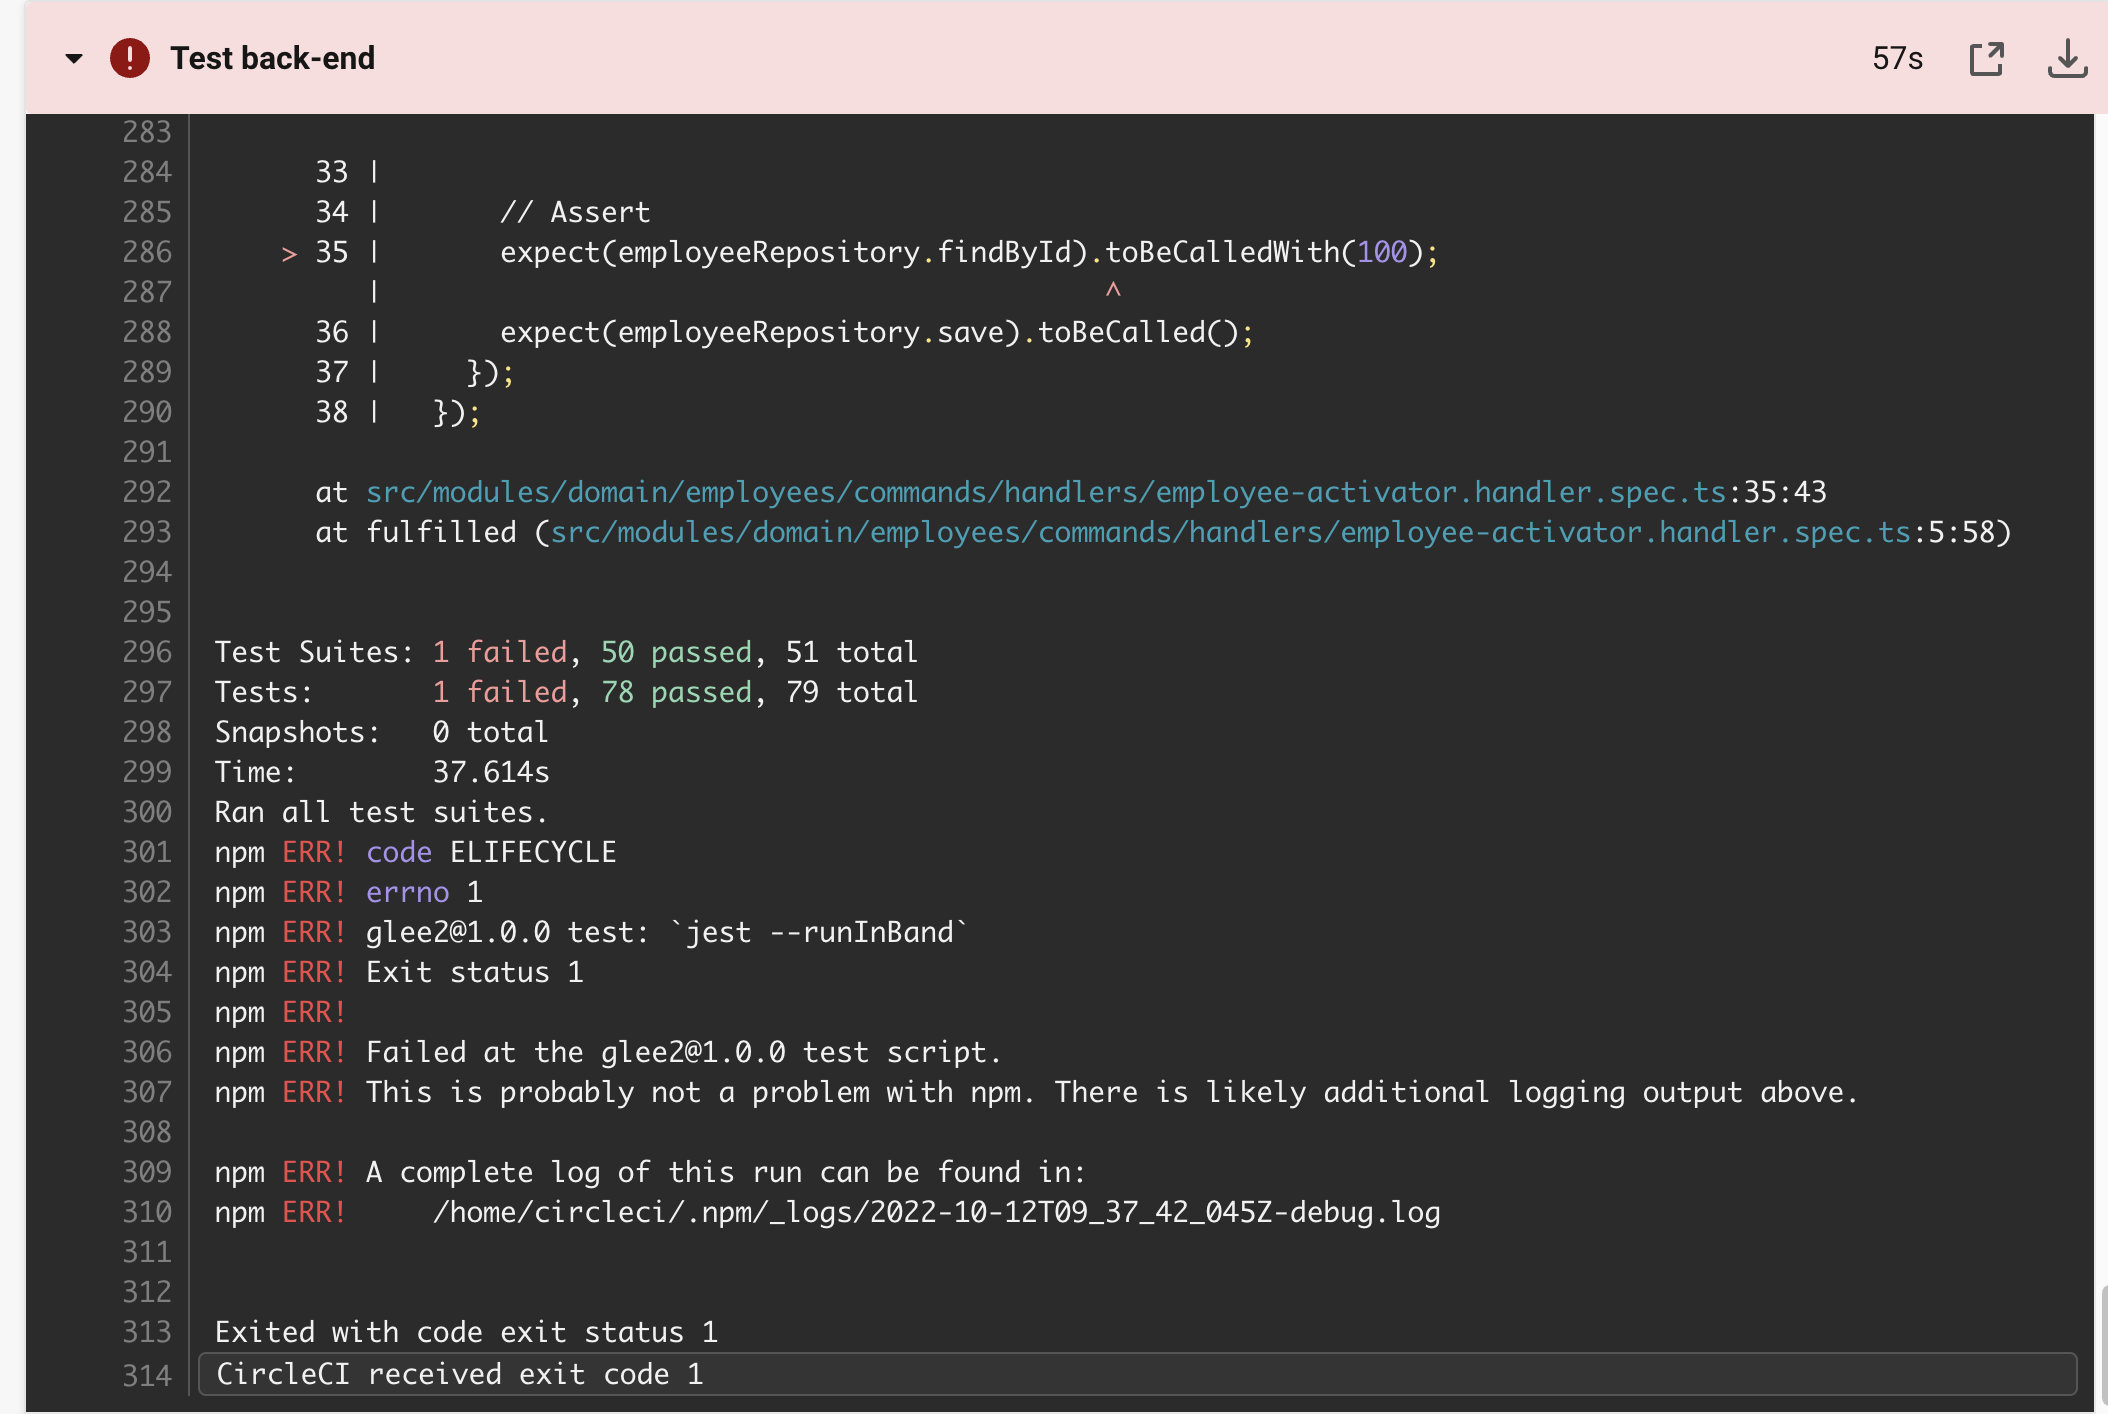 Test back-end 57s
283
284 33 |
285 34 | // Assert
286 > 35 | expect(employeeRepository.findById).toBeCalledWith(100);
287 | ^
288 36 | expect(employeeRepository.save).toBeCalled();
289 37 | });
290 38 | });
291
292 at src/modules/domain/employees/commands/handlers/employee-activator.handler.spec.ts:35:43
293 at fulfilled (src/modules/domain/employees/commands/handlers/employee-activator.handler.spec.ts:5:58)
294
295
296 Test Suites: 1 failed, 50 passed, 51 total
297 Tests: 1 failed, 78 passed, 79 total
298 Snapshots: 0 total
299 Time: 37.614s
300 Ran all test suites.
301 npm ERR! code ELIFECYCLE
302 npm ERR! errno 1
303 npm ERR! glee2@1.0.0 test: `jest --runInBand`
304 npm ERR! Exit status 1
305 npm ERR!
306 npm ERR! Failed at the glee2@1.0.0 test script.
307 npm ERR! This is probably not a problem with npm. There is likely additional logging output above.
308
309 npm ERR! A complete log of this run can be found in:
310 npm ERR! /home/circleci/.npm/_logs/2022-10-12T09_37_42_045Z-debug.log
311
312
313 Exited with code exit status 1
314 CircleCI received exit code 1